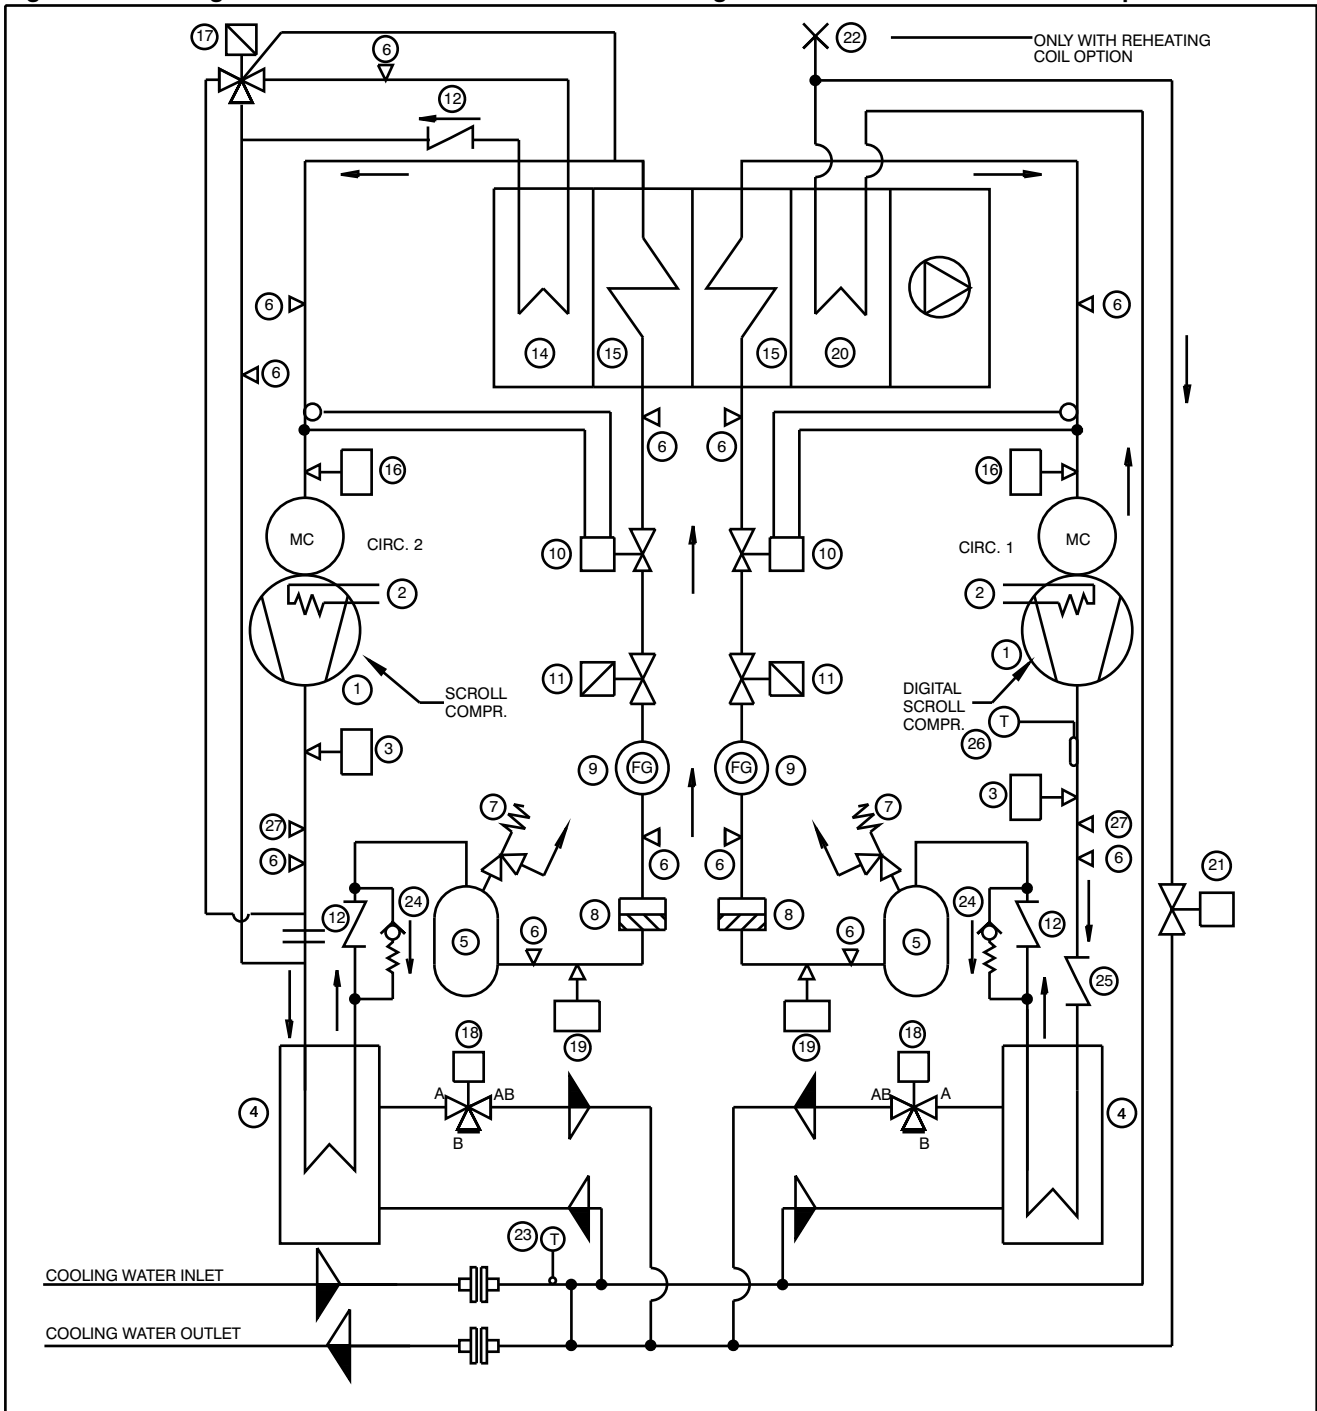 17
6
22
ONLY WITH REHEATING
COIL OPTION
12
6
6
14
15
15
20
6
6
6
16
16
MC
CIRC. 2
10
10
CIRC. 1
MC
2
2
1
SCROLL
COMPR.
11
11
1
DIGITAL
SCROLL
COMPR.
T
26
3
9
FG
FG
9
3
27
6
7
7
27
6
6
6
21
12
24
8
8
24
12
5
6
6
5
25
19
19
18
18
4
A
AB
B
AB
A
B
4
23
T
COOLING WATER INLET
COOLING WATER OUTLET